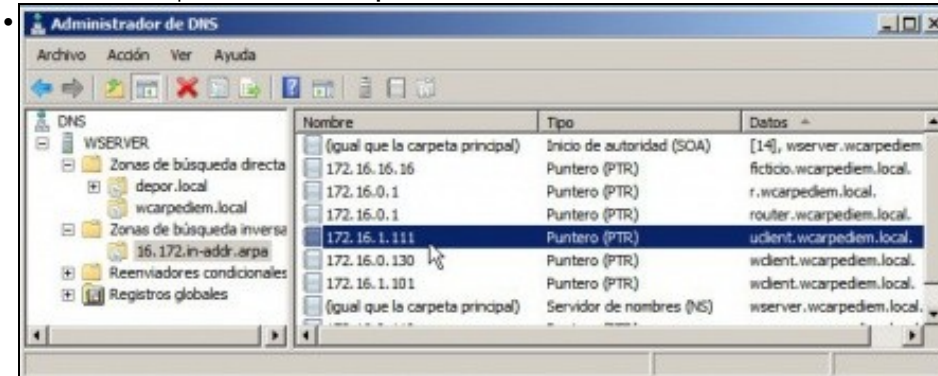 Administrador de DNS
Archivo Acción Ver Ayuda
DNS
WSERVER
Zonas de búsqueda directa
depor.local
wcarpediem.local
Zonas de búsqueda inversa
16.172.in-addr.arpa
Reenviadores condicionales
Registros globales
Nombre Tipo Datos
(igual que la carpeta principal) Inicio de autoridad (SOA) [14], wserver.wcarpediem
172.16.16.16 Puntero (PTR) ficticio.wcarpediem.local.
172.16.0.1 Puntero (PTR) r.wcarpediem.local.
172.16.0.1 Puntero (PTR) router.wcarpediem.local.
172.16.1.111 Puntero (PTR) uclient.wcarpediem.local.
172.16.0.130 Puntero (PTR) wclient.wcarpediem.local.
172.16.1.101 Puntero (PTR) wclient.wcarpediem.local.
(igual que la carpeta principal) Servidor de nombres (NS) wserver.wcarpediem.local.